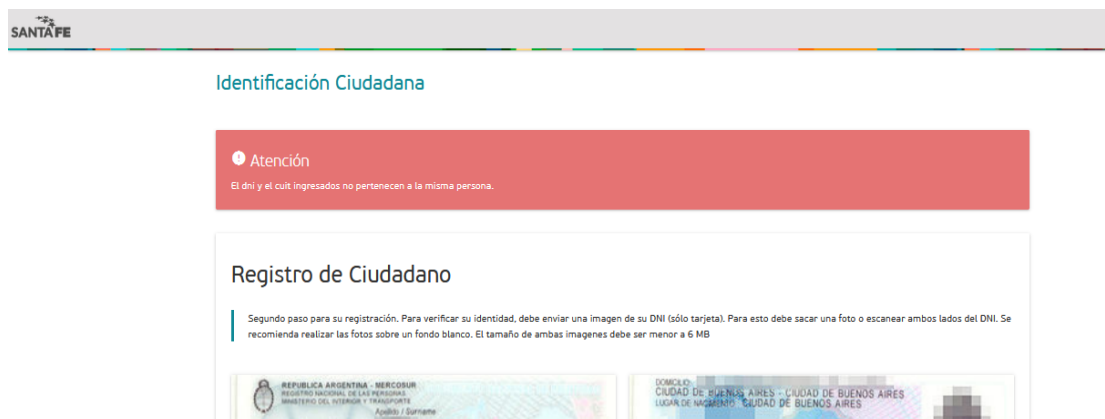 SANTA FE
Identificación Ciudadana
Atención
El dni y el cuit ingresados no pertenecen a la misma persona.
Registro de Ciudadano
Segundo paso para su registración. Para verificar su identidad, debe enviar una imagen de su DNI (sólo tarjeta). Para esto debe sacar una foto o escanear ambos lados del DNI. Se
recomienda realizar las fotos sobre un fondo blanco. El tamaño de ambas imagenes debe ser menor a 6 MB
REPUBLICA ARGENTINA - MERCOSUR
REGISTRO NACIONAL DE LAS PERSONAS
MINISTERIO DEL INTERIOR Y TRANSPORTE
Apellido / Surname
DOMICILIO:
CIUDAD DE BUENOS AIRES - CIUDAD DE BUENOS AIRES
LUGAR DE NACIMIENTO: CIUDAD DE BUENOS AIRES